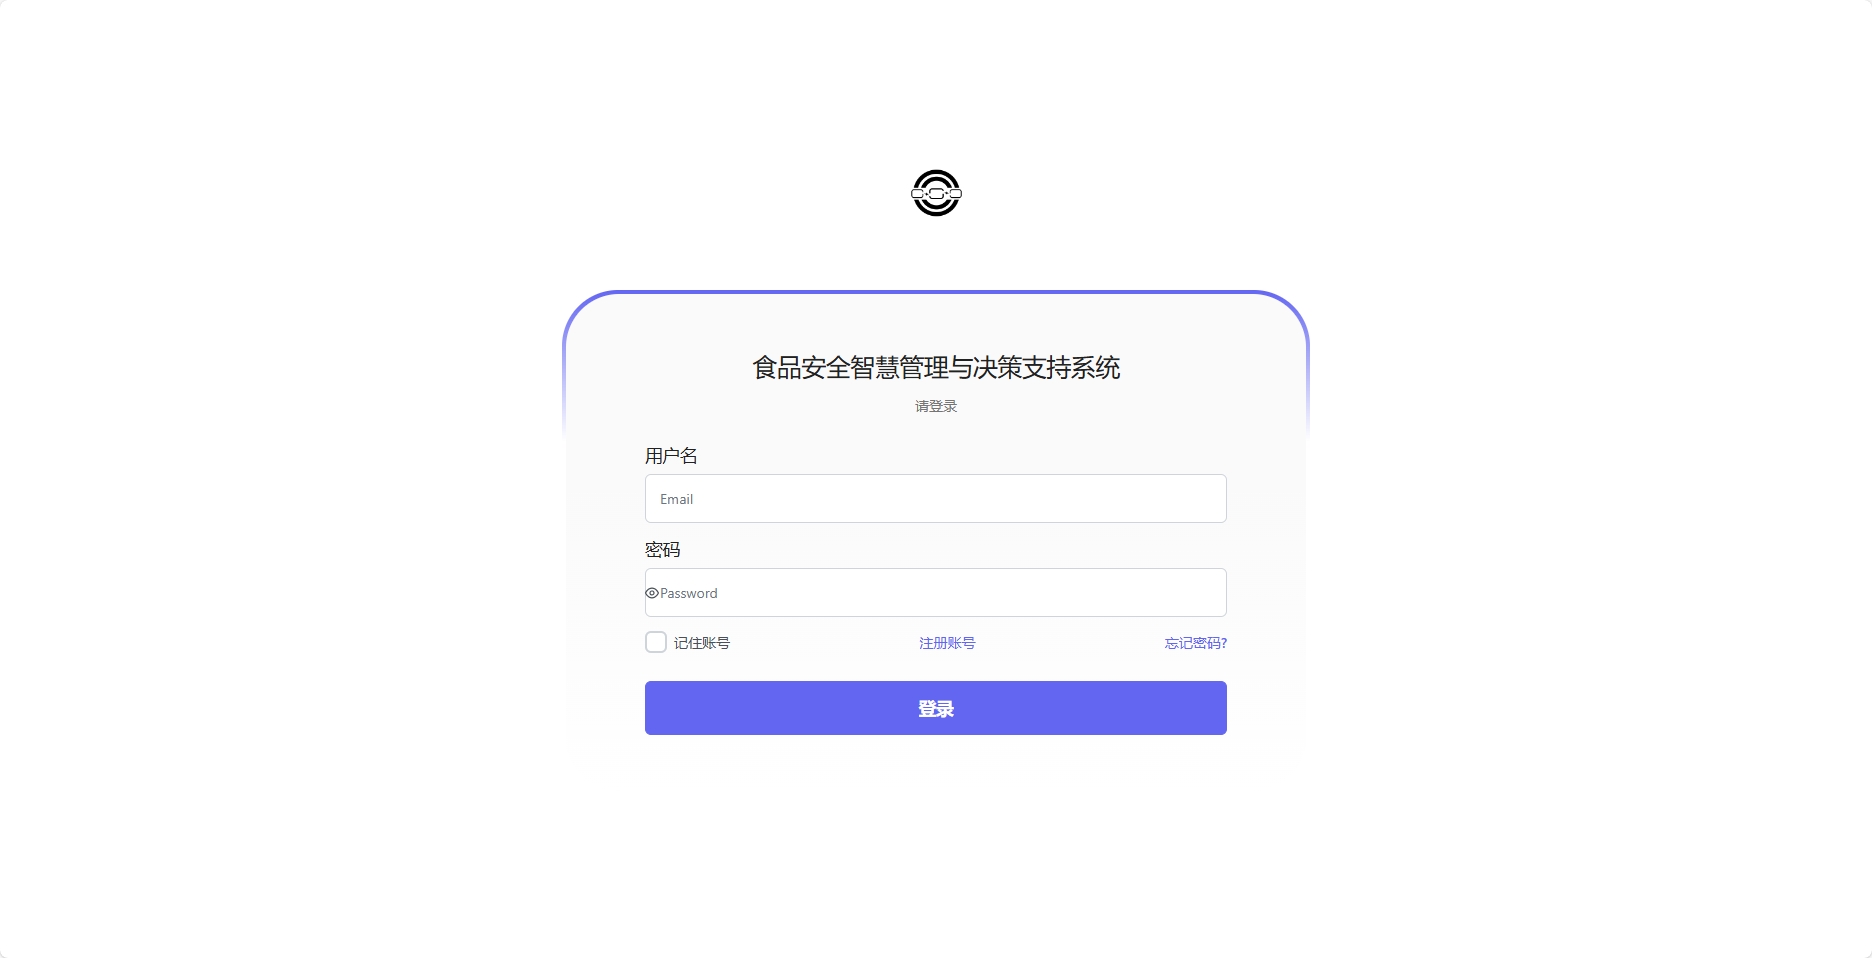 食品安全智慧管理与决策支持系统
请登录
用户名
Email
密码
Password
记住账号 注册账号 忘记密码?
登录